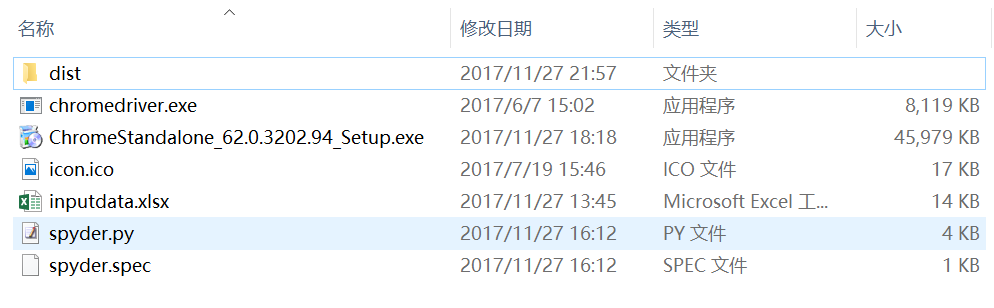 名称 修改日期 类型 大小
dist 2017/11/27 21:57 文件夹
chromedriver.exe 2017/6/7 15:02 应用程序 8,119 KB
ChromeStandalone_62.0.3202.94_Setup.exe 2017/11/27 18:18 应用程序 45,979 KB
icon.ico 2017/7/19 15:46 ICO 文件 17 KB
inputdata.xlsx 2017/11/27 13:45 Microsoft Excel 工... 14 KB
spyder.py 2017/11/27 16:12 PY 文件 4 KB
spyder.spec 2017/11/27 16:12 SPEC 文件 1 KB